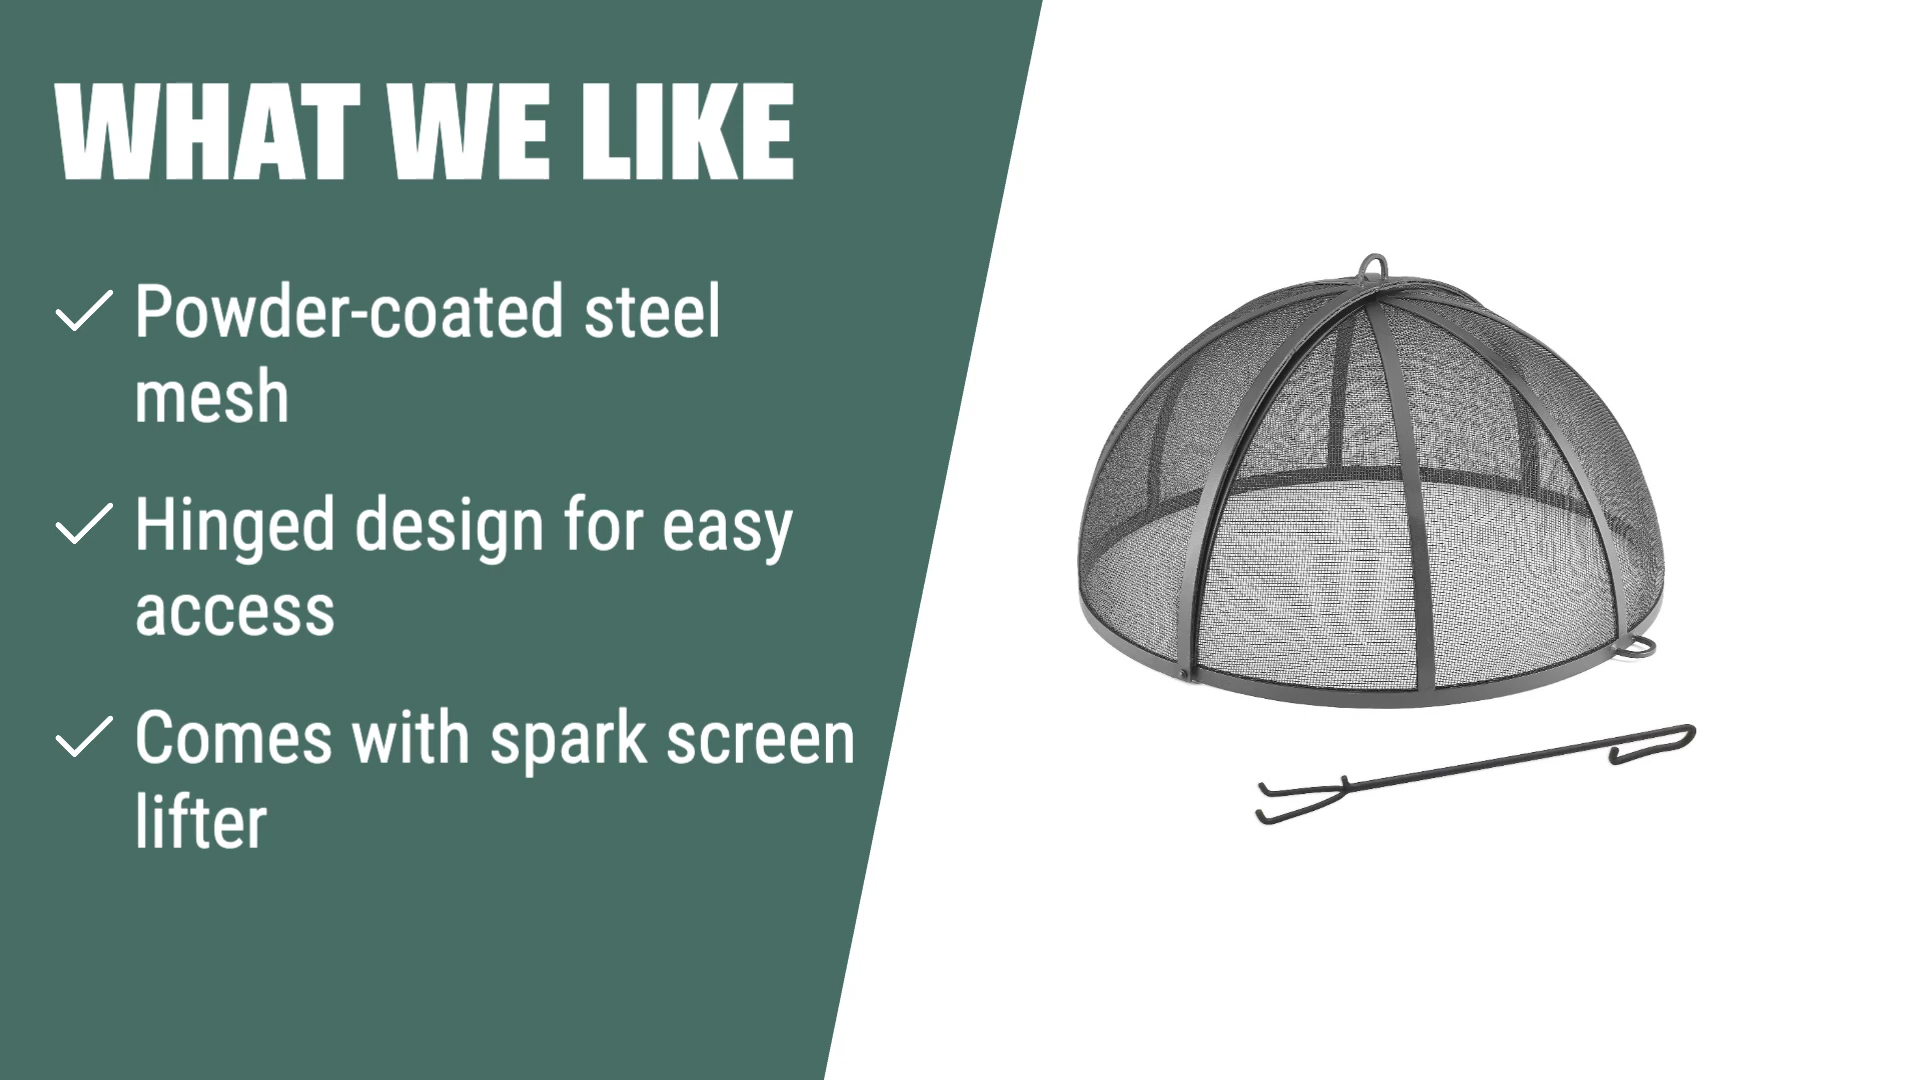 WHAT WE LIKE
Powder-coated steel
mesh
Hinged design for easy
access
Comes with spark screen
lifter